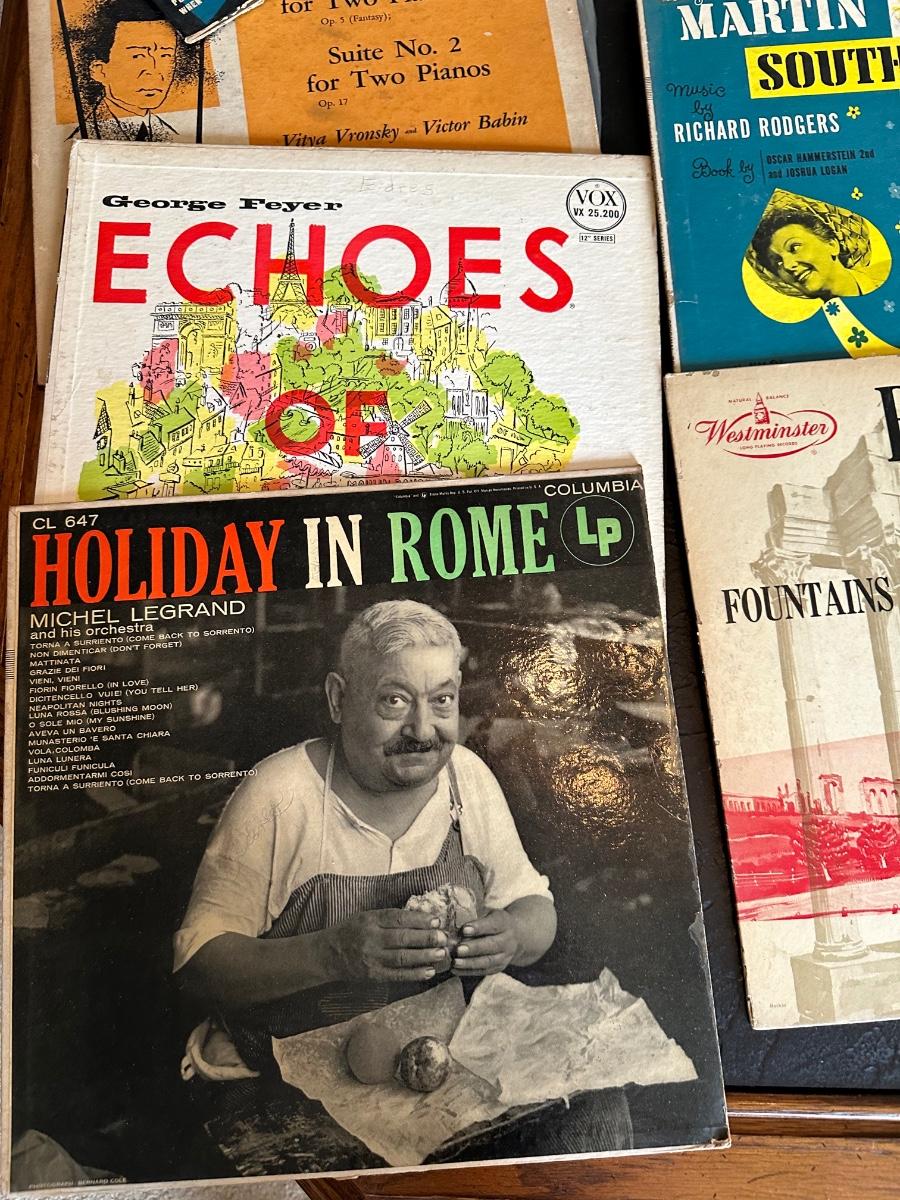 for Two
Op. 5 (Fantasy);
Suite No. 2
for Two Pianos
Op. 17
Vitya Vronsky and Victor Babin
MARTIN
SOUTH
Music
by
RICHARD RODGERS
Book by
OSCAR HAMMERSTEIN 2nd
and JOSHUA LOGAN
George Feyer
VOX
VX 25.200
12" SERIES
ECHOES
OF
NATURAL BALANCE
Westminster
LONG PLAYING RECORDS
FOUNTAINS
CL 647
COLUMBIA
HOLIDAY IN ROME
Lp
MICHEL LEGRAND
and his orchestra
TORNA A SURRIENTO (COME BACK TO SORRENTO)
NON DIMENTICAR (DON'T FORGET)
MATTINATA
GRAZIE DEI FIORI
VIENI, VIENI
FIORIN FIORELLO (IN LOVE)
DICITENCELLO VUIE! (YOU TELL HER)
NEAPOLITAN NIGHTS
LUNA ROSSA (BLUSHING MOON)
O SOLE MIO (MY SUNSHINE)
AVEVA UN BAVERO
MUNASTERIO 'E SANTA CHIARA
VOLA, COLOMBA
LUNA LUNERA
FUNICULI FUNICULA
ADDORMENTARMI COSI
TORNA A SURRIENTO (COME BACK TO SORRENTO)
PHOTOGRAPH: BERNARD COLE